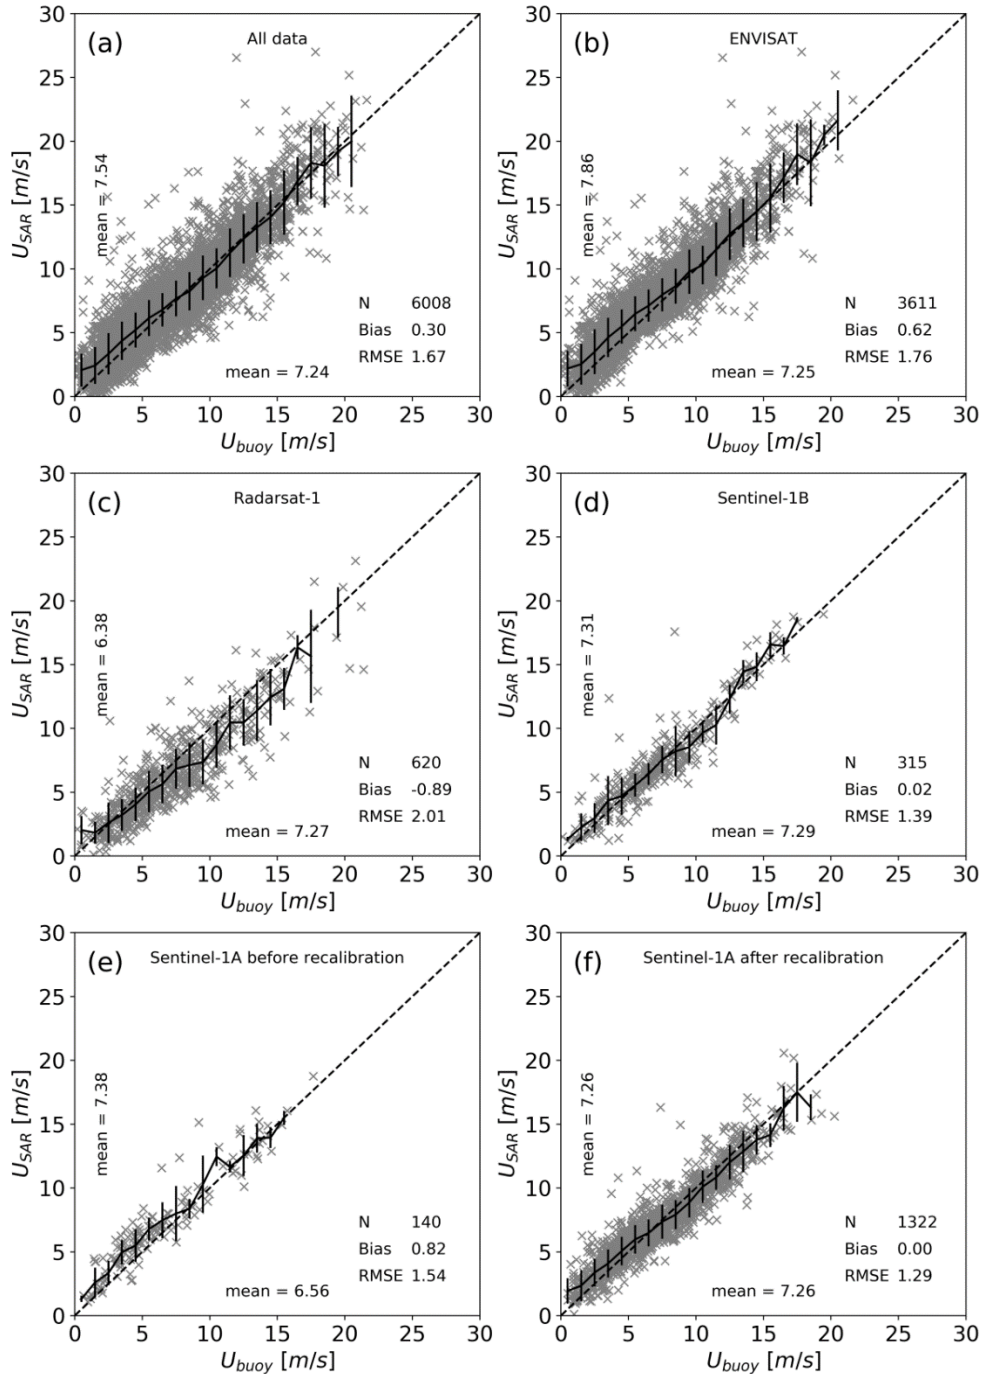 (a) All data
mean = 7.54
N 6008
Bias 0.30
RMSE 1.67
mean = 7.24
30
25
20
15
10
5
0
0 5 10 15 20 25 30
U_SAR [m/s]
U_buoy [m/s]
(b) ENVISAT
mean = 7.86
N 3611
Bias 0.62
RMSE 1.76
mean = 7.25
30
25
20
15
10
5
0
0 5 10 15 20 25 30
U_SAR [m/s]
U_buoy [m/s]
(c) Radarsat-1
mean = 6.38
N 620
Bias -0.89
RMSE 2.01
mean = 7.27
30
25
20
15
10
5
0
0 5 10 15 20 25 30
U_SAR [m/s]
U_buoy [m/s]
(d) Sentinel-1B
mean = 7.31
N 315
Bias 0.02
RMSE 1.39
mean = 7.29
30
25
20
15
10
5
0
0 5 10 15 20 25 30
U_SAR [m/s]
U_buoy [m/s]
(e) Sentinel-1A before recalibration
mean = 7.38
N 140
Bias 0.82
RMSE 1.54
mean = 6.56
30
25
20
15
10
5
0
0 5 10 15 20 25 30
U_SAR [m/s]
U_buoy [m/s]
(f) Sentinel-1A after recalibration
mean = 7.26
N 1322
Bias 0.00
RMSE 1.29
mean = 7.26
30
25
20
15
10
5
0
0 5 10 15 20 25 30
U_SAR [m/s]
U_buoy [m/s]